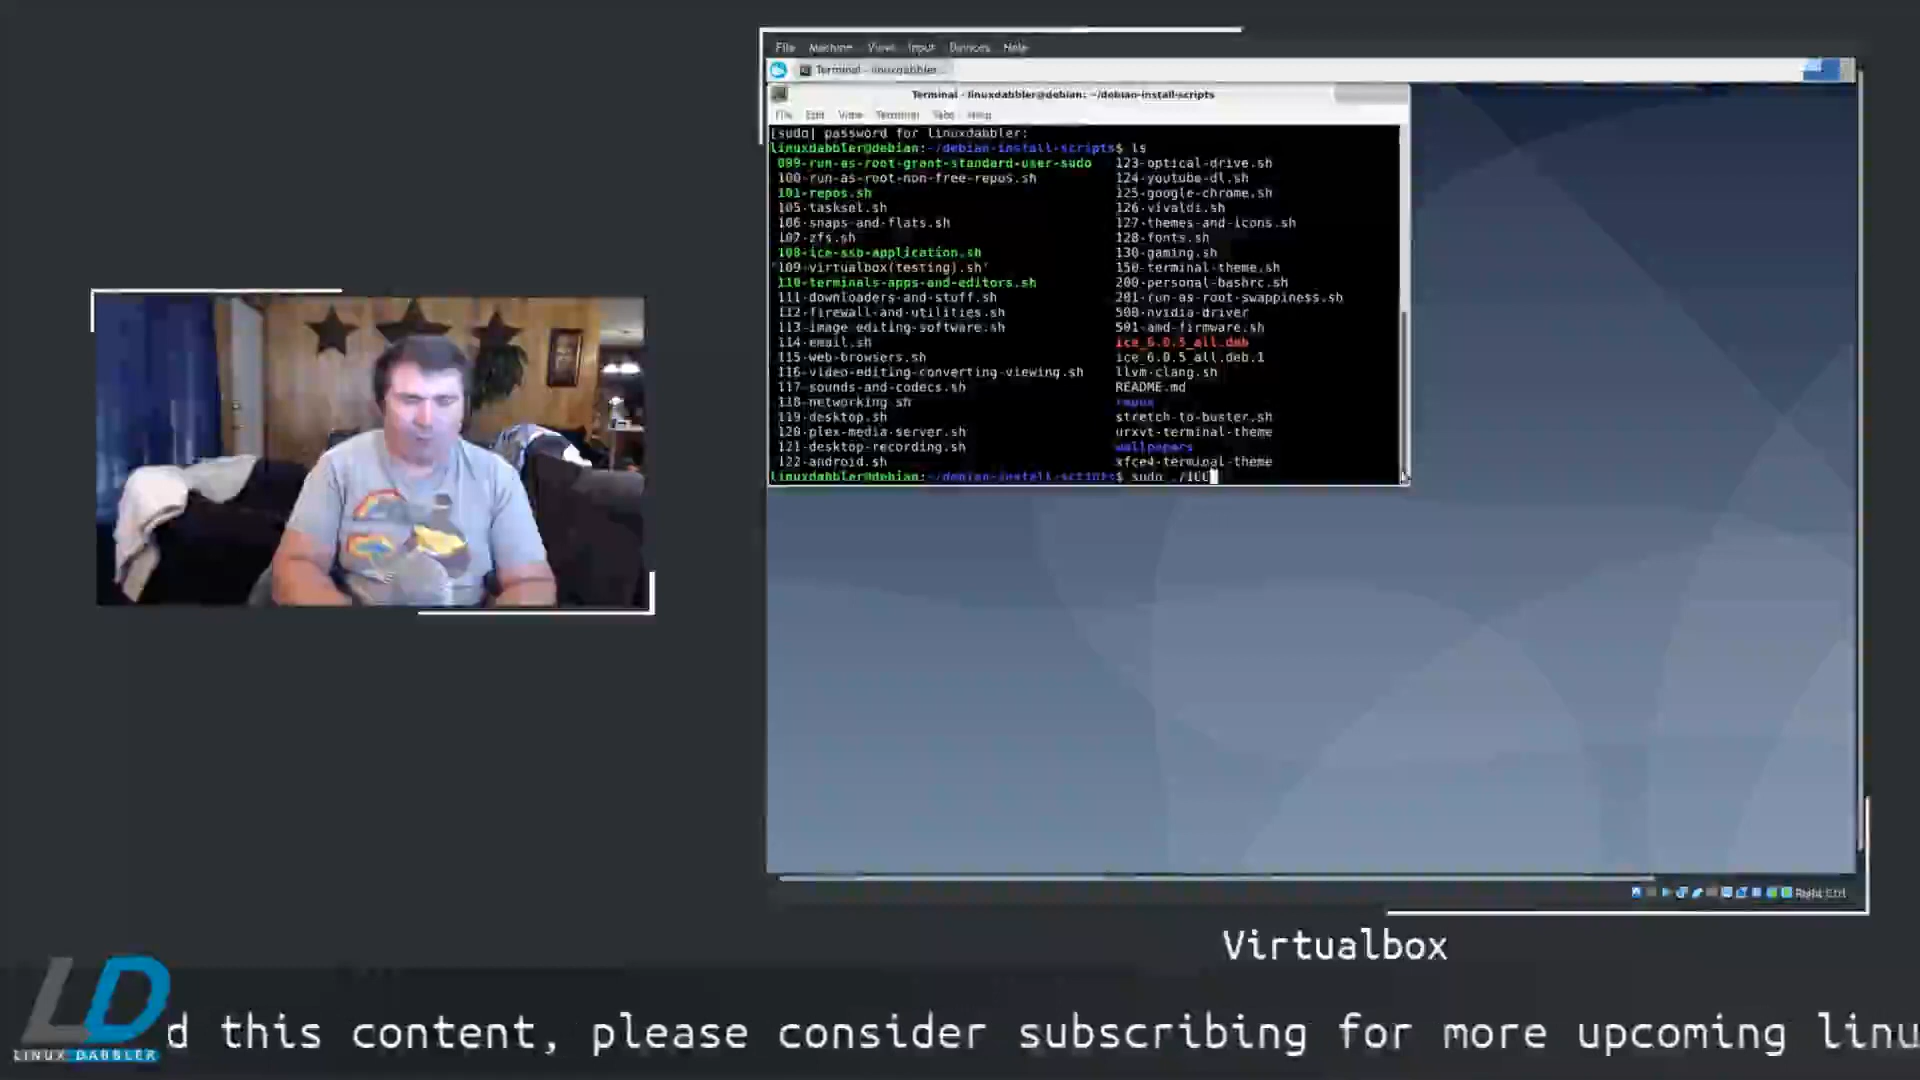 File Machine View Input Devices Help
Terminal - linuxdabbler...
Terminal - linuxdabbler@debian: ~/debian-install-scripts
File Edit View Terminal Tabs Help
[sudo] password for linuxdabbler:
linuxdabbler@debian:~/debian-install-scripts$ ls
099-run-as-root-grant-standard-user-sudo 123-optical-drive.sh
100-run-as-root-non-free-repos.sh 124-youtube-dl.sh
101-repos.sh 125-google-chrome.sh
105-tasksel.sh 126-vivaldi.sh
106-snaps-and-flats.sh 127-themes-and-icons.sh
107-zfs.sh 128-fonts.sh
108-ice-ssb-application.sh 130-gaming.sh
'109-virtualbox(testing).sh' 150-terminal-theme.sh
110-terminals-apps-and-editors.sh 200-personal-bashrc.sh
111-downloaders-and-stuff.sh 201-run-as-root-swappiness.sh
112-firewall-and-utilities.sh 500-nvidia-driver
113-image editing-software.sh 501-amd-firmware.sh
114-email.sh ice_6.0.5_all.deb
115-web-browsers.sh ice_6.0.5_all.deb.1
116-video-editing-converting-viewing.sh llvm-clang.sh
117-sounds-and-codecs.sh README.md
118-networking.sh
119-desktop.sh stretch-to-buster.sh
120-plex-media-server.sh urxvt-terminal-theme
121-desktop-recording.sh wallpapers
122-android.sh xfce4-terminal-theme
linuxdabbler@debian:~/debian-install-scripts$ sudo ./100
Right Ctrl
Virtualbox
LD
LINUX DABBLER
d this content, please consider subscribing for more upcoming linu